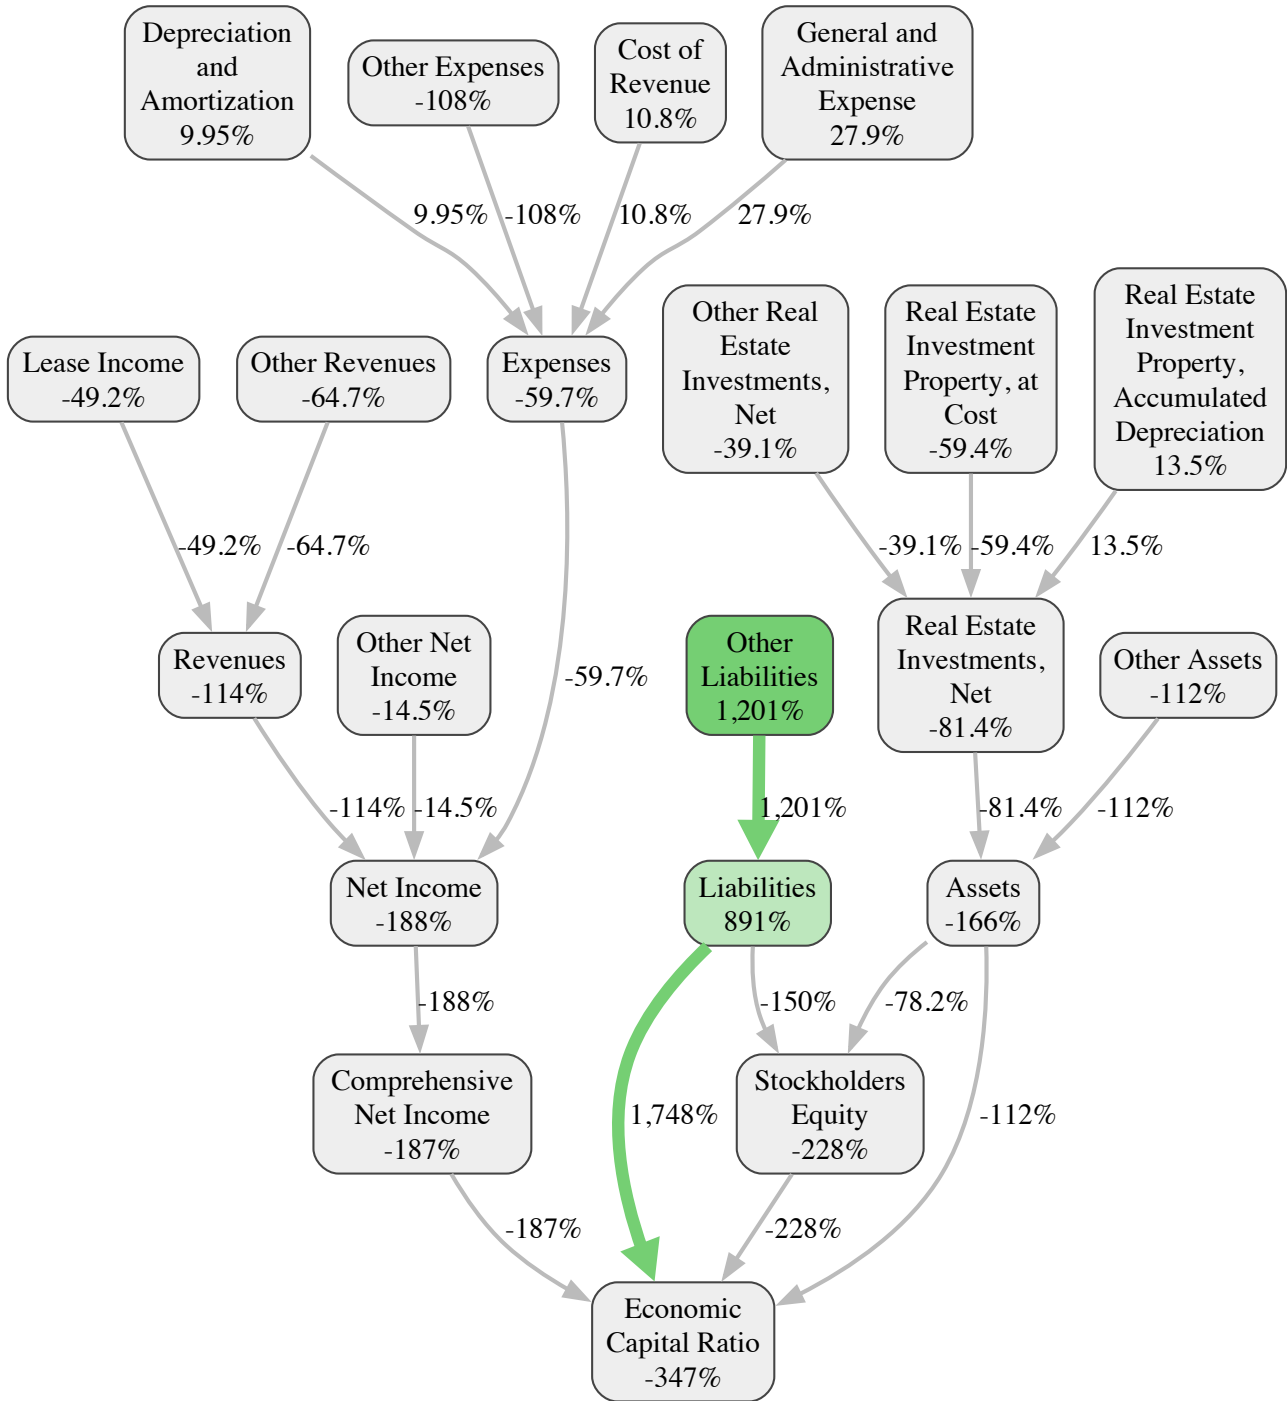 Depreciation
and
Amortization
9.95%
Other Expenses
-108%
Cost of
Revenue
10.8%
General and
Administrative
Expense
27.9%
9.95%
-108%
10.8%
27.9%
Lease Income
-49.2%
Other Revenues
-64.7%
Expenses
-59.7%
Other Real
Estate
Investments,
Net
-39.1%
Real Estate
Investment
Property, at
Cost
-59.4%
Real Estate
Investment
Property,
Accumulated
Depreciation
13.5%
-49.2%
-64.7%
-39.1%
-59.4%
13.5%
Revenues
-114%
Other Net
Income
-14.5%
-59.7%
Other
Liabilities
1,201%
Real Estate
Investments,
Net
-81.4%
Other Assets
-112%
-114%
-14.5%
1,201%
-81.4%
-112%
Net Income
-188%
Liabilities
891%
Assets
-166%
-188%
-150%
-78.2%
Comprehensive
Net Income
-187%
1,748%
Stockholders
Equity
-228%
-112%
-187%
-228%
Economic
Capital Ratio
-347%